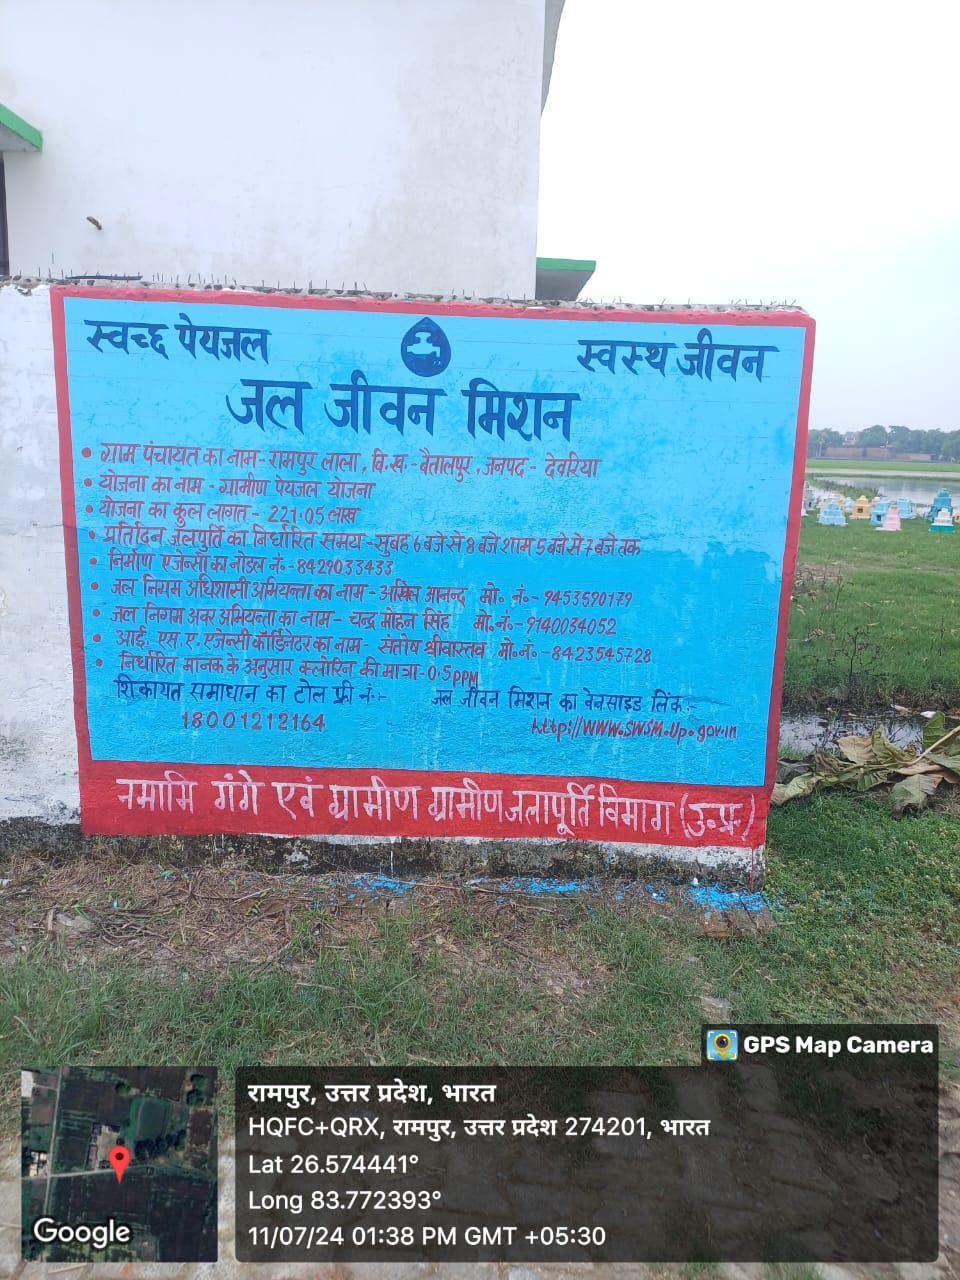 स्वच्छ पेयजल
स्वस्थ जीवन
जल जीवन मिशन
• ग्राम पंचायत का नाम - रामपुर लाला, वि.ख.- बैतालपुर, जनपद - देवरिया
• योजना का नाम - ग्रामीण पेयजल योजना
• योजना का कुल लागत - 221.05 लाख
• प्रतिदिन जलपुर्ति का निर्धारित समय - सुबह 6 बजे से 8 बजे शाम 5 बजे से 7 बजे तक
• निर्माण एजेन्सी का नोडल नं.- 8429033433
• जल निगम अधिशासी अभियन्ता का नाम - अखिल आनन्द मो. नं.- 9453590179
• जल निगम अवर अभियन्ता का नाम - चन्द्र मोहन सिंह मो.नं.- 9140034052
• आई. एस. ए. एजेन्सी कॉर्डिनेटर का नाम - संतोष श्रीवास्तव मो.नं.- 8423545728
• निर्धारित मानक के अनुसार क्लोरिन की मात्रा - 0.5 PPM
शिकायत समाधान का टोल फ्री नं:-
18001212164
जल जीवन मिशन का वेबसाइड लिंक:-
http://www.swsm.up.gov.in
नमामि गंगे एवं ग्रामीण ग्रामीण जलापूर्ति विभाग (उ.प्र.)
GPS Map Camera
रामपुर, उत्तर प्रदेश, भारत
HQFC+QRX, रामपुर, उत्तर प्रदेश 274201, भारत
Lat 26.574441°
Long 83.772393°
11/07/24 01:38 PM GMT +05:30
Google